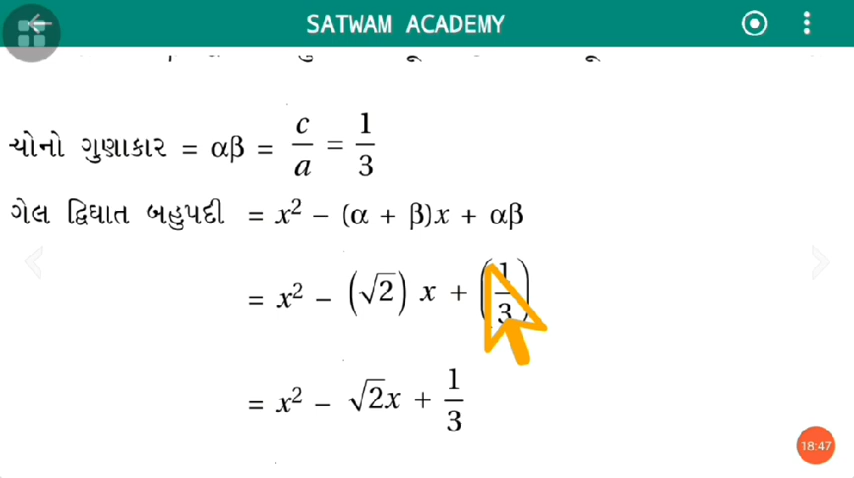 SATWAM ACADEMY
ચોનો ગુણાકાર = αβ = c/a = 1/3
ગેલ દ્વિઘાત બહુપદી = x² − (α + β)x + αβ
= x² − (√2) x + (1/3)
= x² − √2x + 1/3
18:47